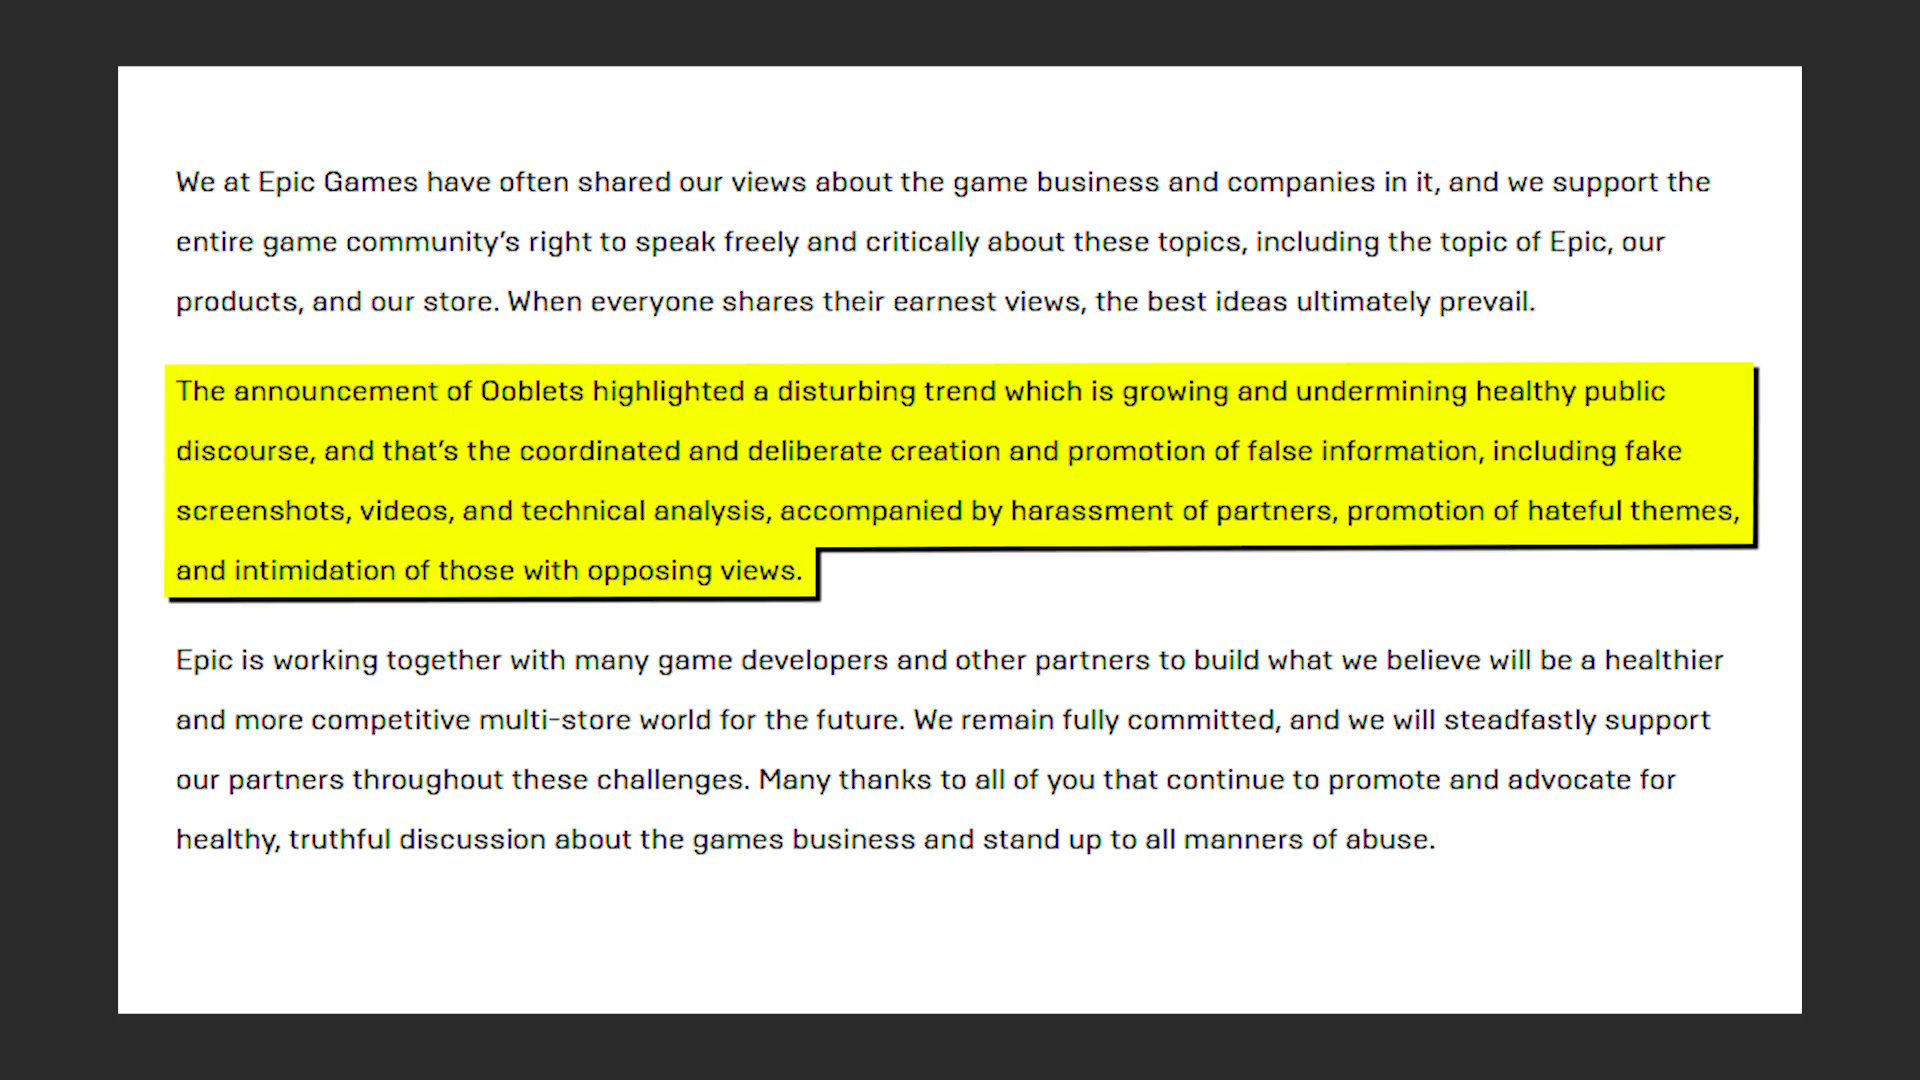 We at Epic Games have often shared our views about the game business and companies in it, and we support the
entire game community’s right to speak freely and critically about these topics, including the topic of Epic, our
products, and our store. When everyone shares their earnest views, the best ideas ultimately prevail.
The announcement of Ooblets highlighted a disturbing trend which is growing and undermining healthy public
discourse, and that’s the coordinated and deliberate creation and promotion of false information, including fake
screenshots, videos, and technical analysis, accompanied by harassment of partners, promotion of hateful themes,
and intimidation of those with opposing views.
Epic is working together with many game developers and other partners to build what we believe will be a healthier
and more competitive multi-store world for the future. We remain fully committed, and we will steadfastly support
our partners throughout these challenges. Many thanks to all of you that continue to promote and advocate for
healthy, truthful discussion about the games business and stand up to all manners of abuse.